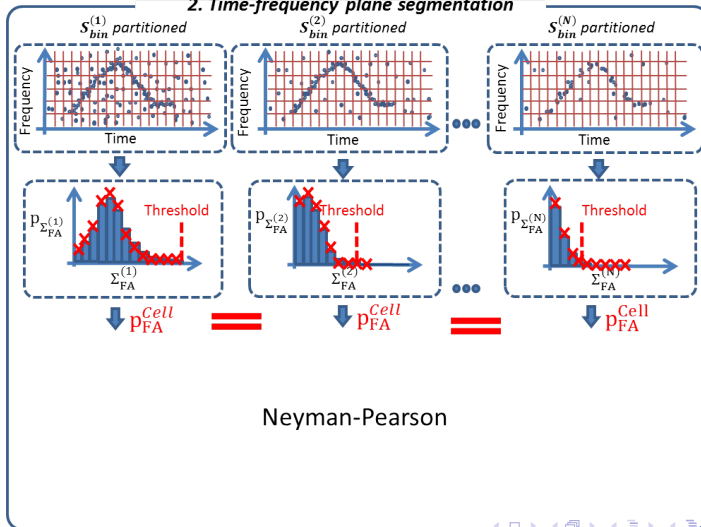 2. Time-frequency plane segmentation
S_bin^(1) partitioned
S_bin^(2) partitioned
S_bin^(N) partitioned
Frequency
Time
Frequency
Time
Frequency
Time
p_Σ_FA^(1)
Threshold
Σ_FA^(1)
p_Σ_FA^(2)
Threshold
Σ_FA^(2)
p_Σ_FA^(N)
Threshold
Σ_FA^(N)
p_FA^Cell = p_FA^Cell = p_FA^Cell
Neyman-Pearson